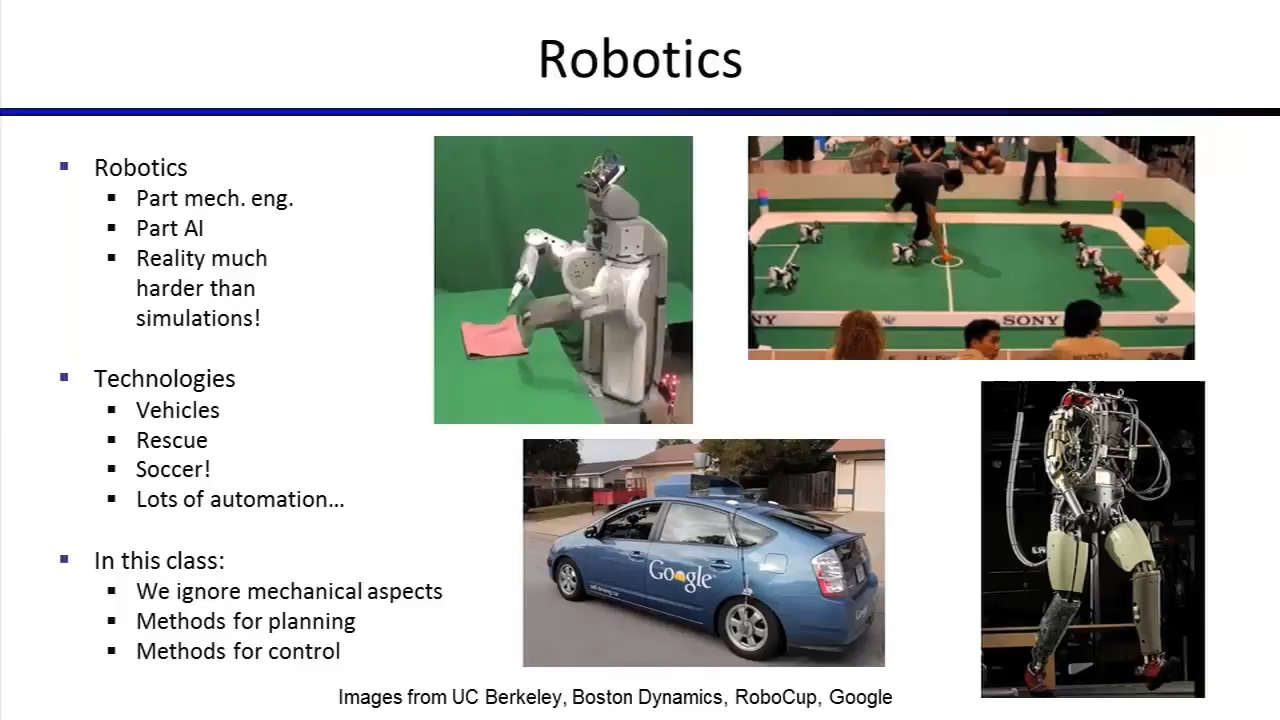 Robotics
Robotics
Part mech. eng.
Part AI
Reality much
harder than
simulations!
Technologies
Vehicles
Rescue
Soccer!
Lots of automation...
In this class:
We ignore mechanical aspects
Methods for planning
Methods for control
SONY
Google
Images from UC Berkeley, Boston Dynamics, RoboCup, Google